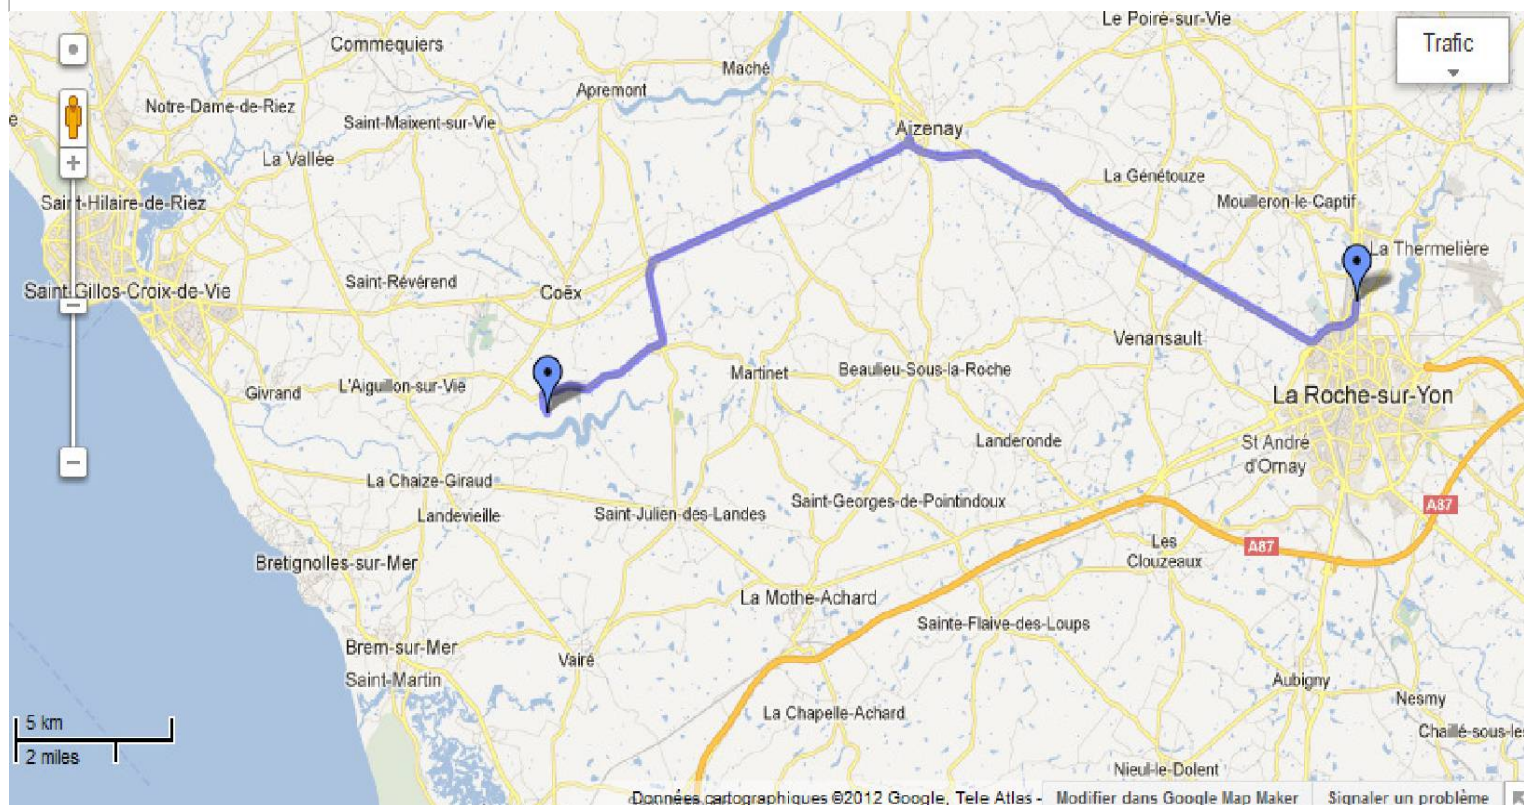 Le Poiré-sur-Vie
Trafic
Commequiers
Maché
Apremont
Notre-Dame-de-Riez
e
Saint-Maixent-sur-Vie
Aizenay
La Vallée
La Génétouze
Saint-Hilaire-de-Riez
Mouilleron-le-Captif
La Thermelière
Saint-Révérend
Coëx
Saint-Gillos-Croix-de-Vie
Venansault
Martinet
Beaulieu-Sous-la-Roche
L'Aiguillon-sur-Vie
Givrand
La Roche-sur-Yon
Landeronde
St André
d'Ornay
La Chaize-Giraud
Saint-Georges-de-Pointindoux
A87
Landevieille
Saint-Julien-des-Landes
A87
Les
Clouzeaux
Bretignolles-sur-Mer
La Mothe-Achard
Sainte-Flaive-des-Loups
Brem-sur-Mer
Saint-Martin
Vairé
Aubigny
Nesmy
La Chapelle-Achard
5 km
2 miles
Chaillé-sous-les
Nieul-le-Dolent
Données cartographiques ©2012 Google, Tele Atlas -
Modifier dans Google Map Maker
Signaler un problème